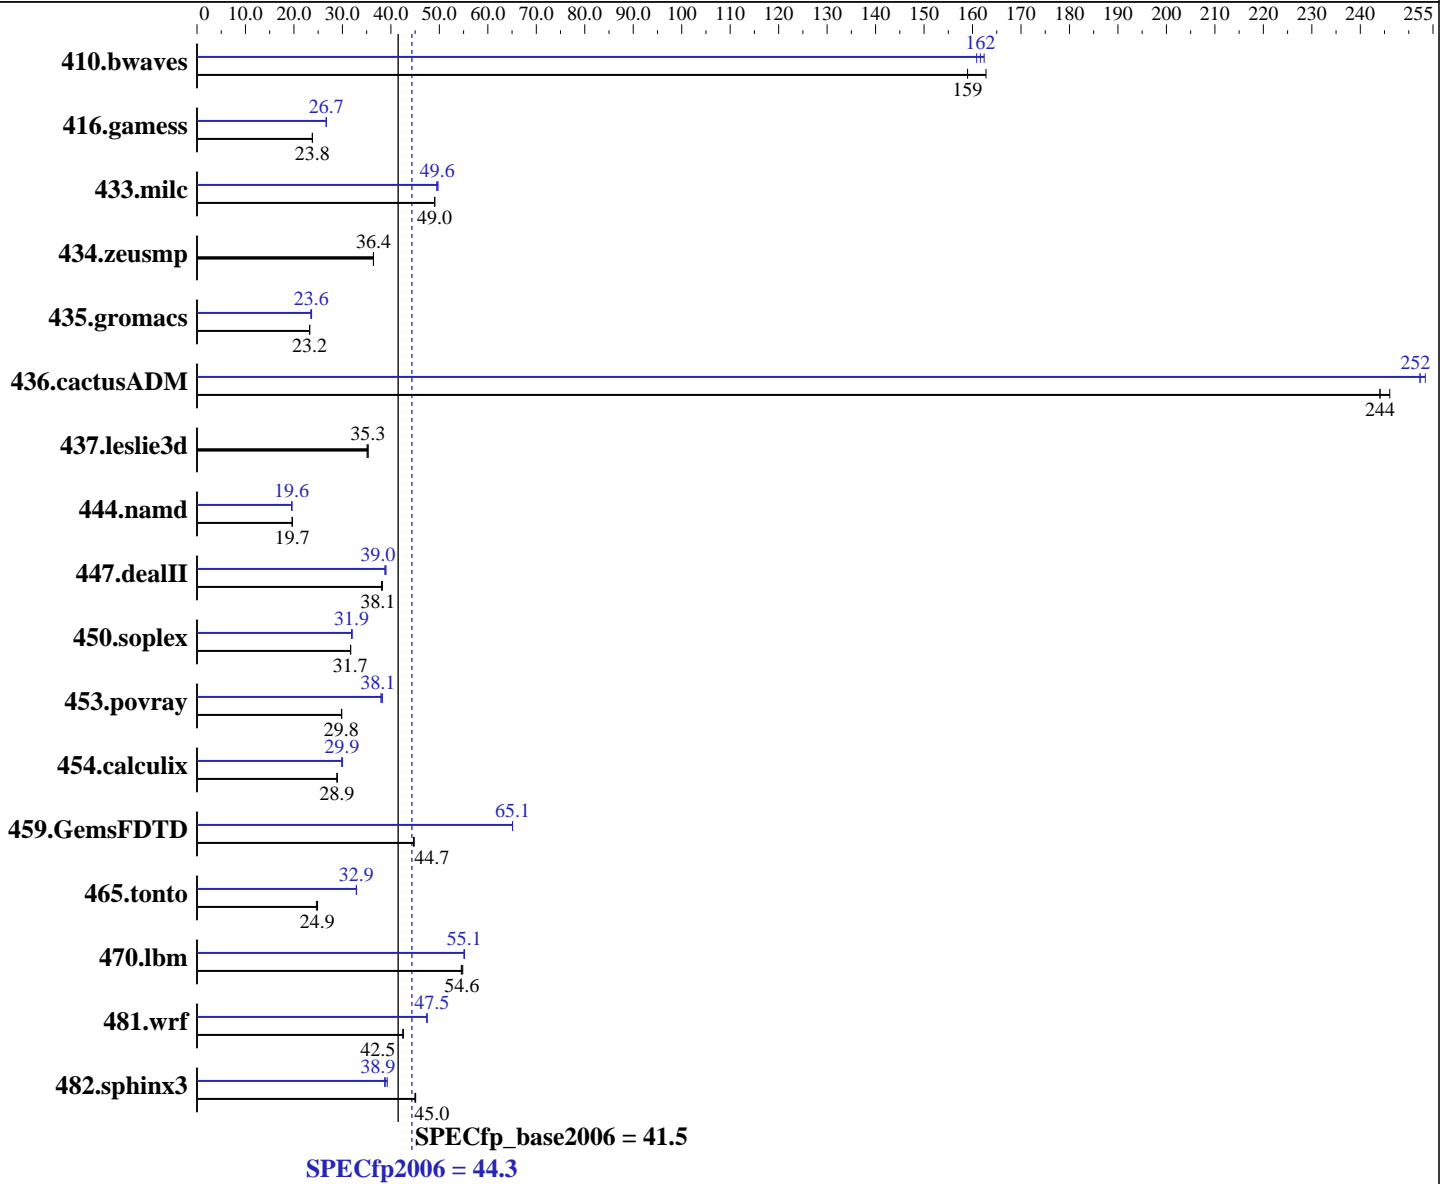 0 10.0 20.0 30.0 40.0 50.0 60.0 70.0 80.0 90.0 100 110 120 130 140 150 160 170 180 190 200 210 220 230 240 255
410.bwaves
162
159
416.gamess
26.7
23.8
433.milc
49.6
49.0
434.zeusmp
36.4
435.gromacs
23.6
23.2
436.cactusADM
252
244
437.leslie3d
35.3
444.namd
19.6
19.7
447.dealII
39.0
38.1
450.soplex
31.9
31.7
453.povray
38.1
29.8
454.calculix
29.9
28.9
459.GemsFDTD
65.1
44.7
465.tonto
32.9
24.9
470.lbm
55.1
54.6
481.wrf
47.5
42.5
482.sphinx3
38.9
45.0
SPECfp_base2006 = 41.5
SPECfp2006 = 44.3